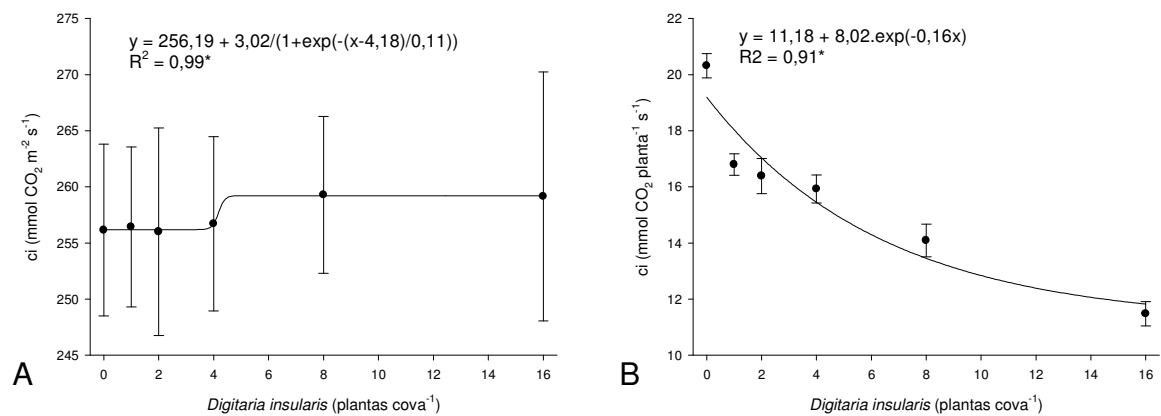 y = 256,19 + 3,02/(1+exp(-(x-4,18)/0,11))
R² = 0,99*
275
270
265
260
255
250
245
ci (mmol CO₂ m⁻² s⁻¹)
0 2 4 6 8 10 12 14 16
Digitaria insularis (plantas cova⁻¹)
A
y = 11,18 + 8,02.exp(-0,16x)
R2 = 0,91*
22
20
18
16
14
12
10
ci (mmol CO₂ planta⁻¹ s⁻¹)
0 2 4 6 8 10 12 14 16
Digitaria insularis (plantas cova⁻¹)
B